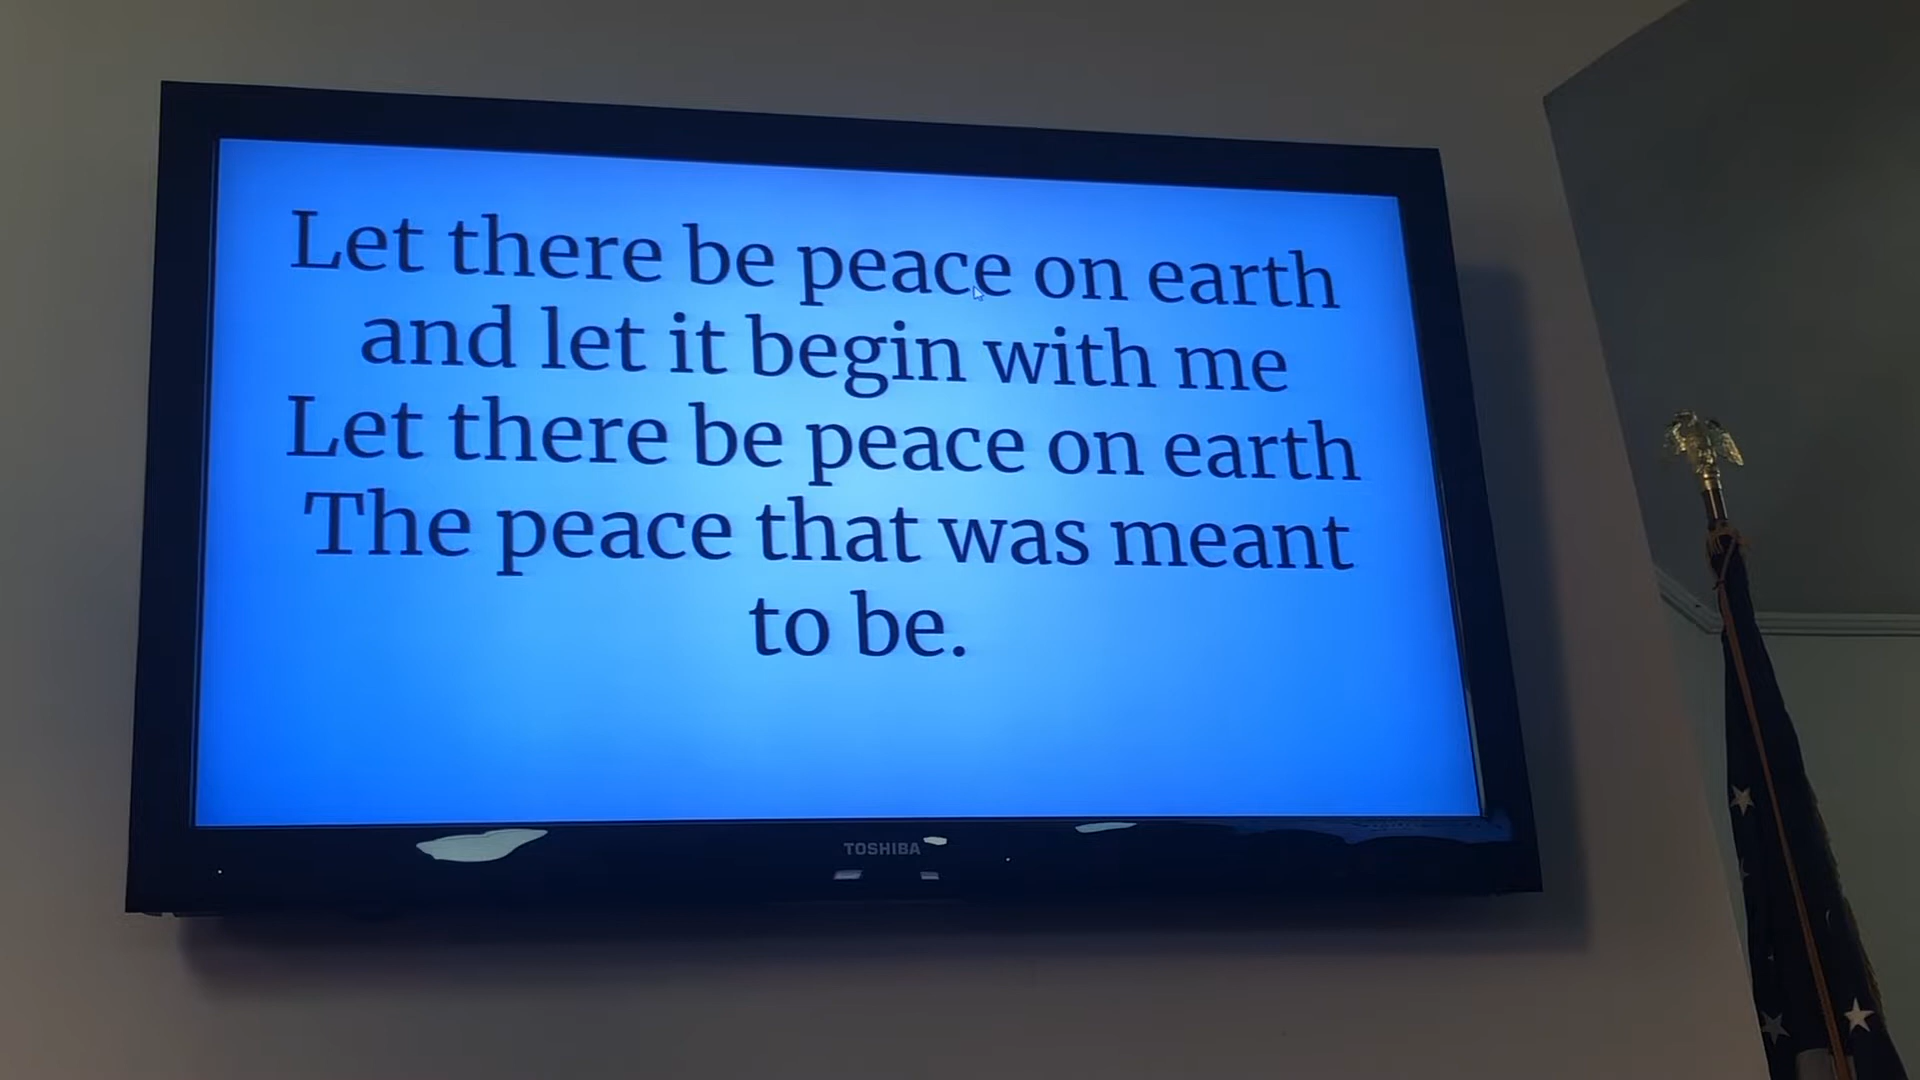 Let there be peace on earth
and let it begin with me
Let there be peace on earth
The peace that was meant
to be.
TOSHIBA